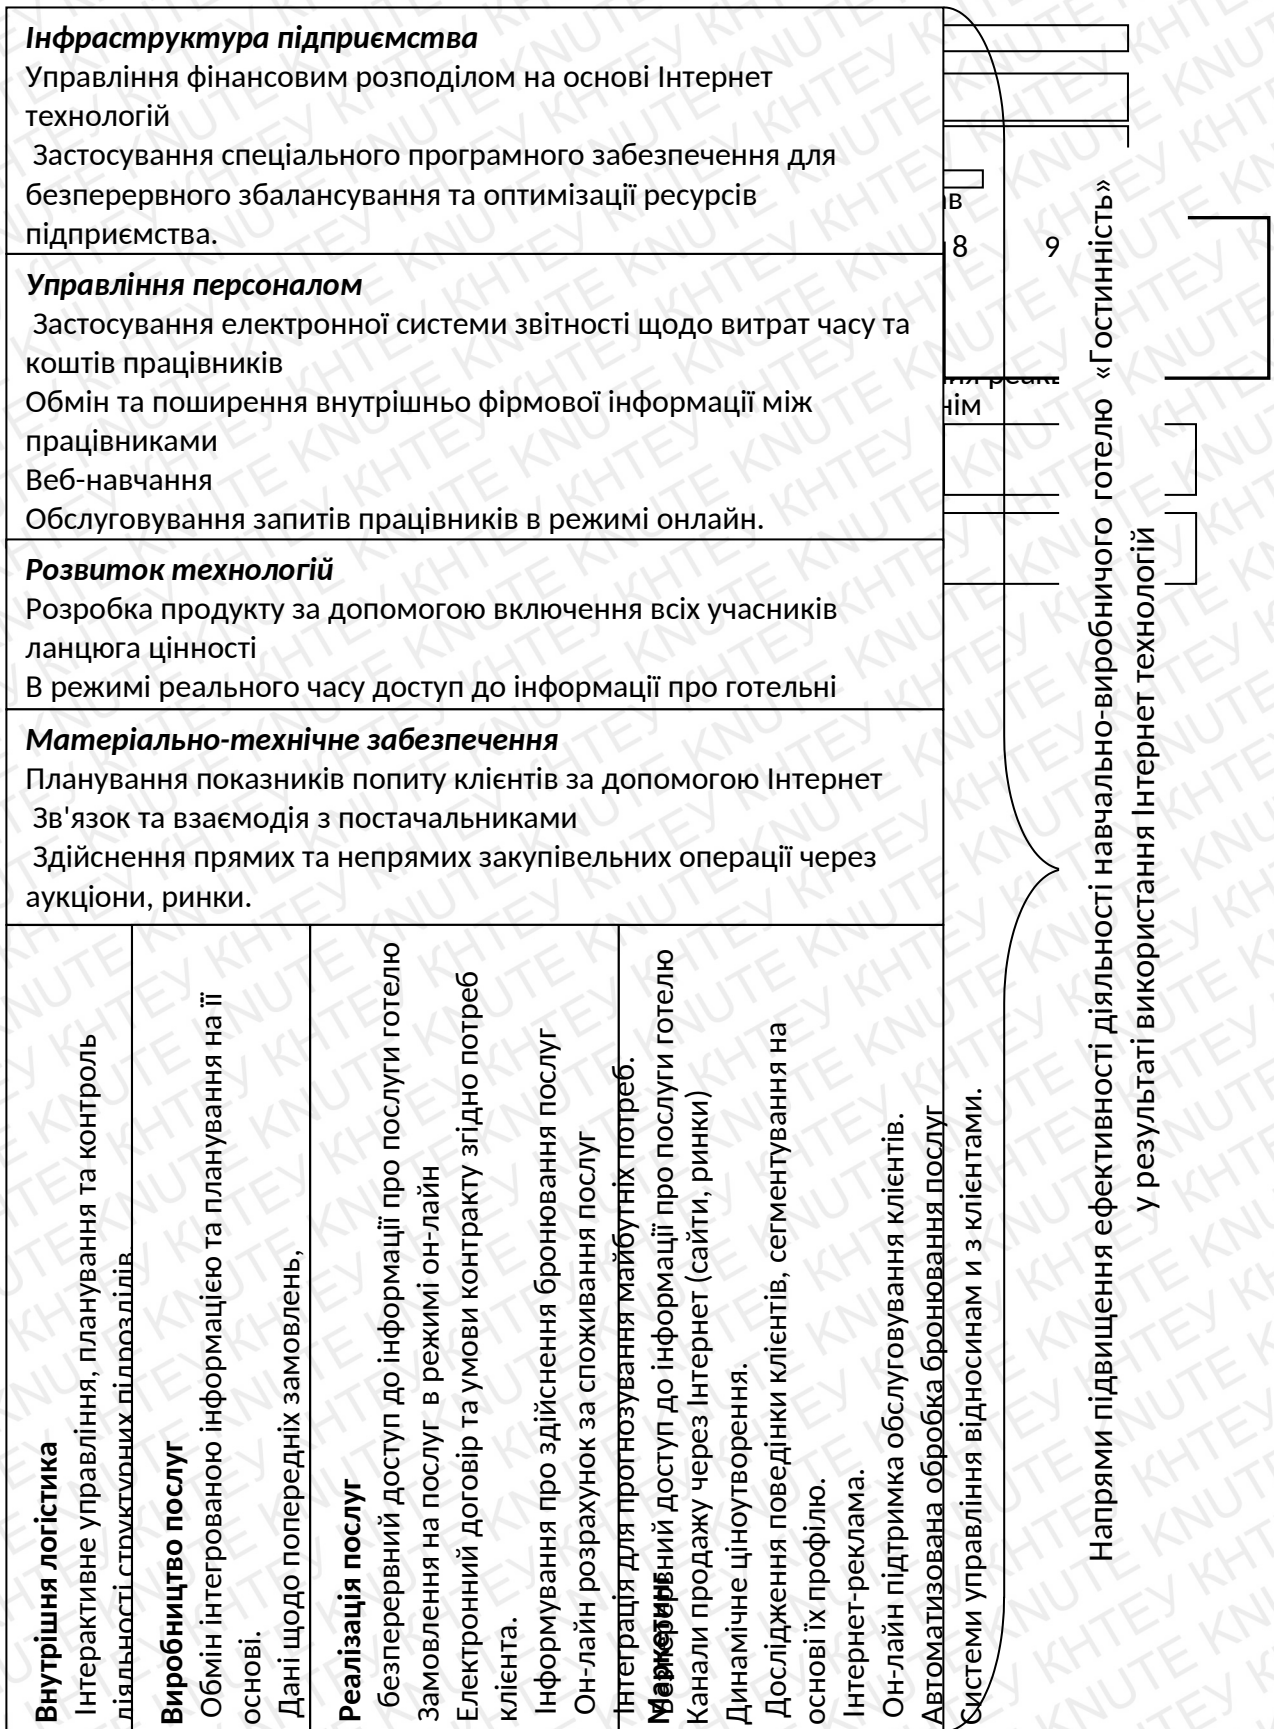 Інфраструктура підприємства
Управління фінансовим розподілом на основі Інтернет
технологій
Застосування спеціального програмного забезпечення для
безперервного збалансування та оптимізації ресурсів
підприємства.
Управління персоналом
Застосування електронної системи звітності щодо витрат часу та
коштів працівників
Обмін та поширення внутрішньо фірмової інформації між
працівниками
Веб-навчання
Обслуговування запитів працівників в режимі онлайн.
Розвиток технологій
Розробка продукту за допомогою включення всіх учасників
ланцюга цінності
В режимі реального часу доступ до інформації про готельні
Матеріально-технічне забезпечення
Планування показників попиту клієнтів за допомогою Інтернет
Зв'язок та взаємодія з постачальниками
Здійснення прямих та непрямих закупівельних операції через
аукціони, ринки.
Внутрішня логістика
Інтерактивне управління, планування та контроль
діяльності структурних підрозділів
Виробництво послуг
Обмін інтегрованою інформацією та планування на її
основі.
Дані щодо попередніх замовлень,
Реалізація послуг
безперервний доступ до інформації про послуги готелю
Замовлення на послуг в режимі он-лайн
Електронний договір та умови контракту згідно потреб
клієнта.
Інформування про здійснення бронювання послуг
Он-лайн розрахунок за споживання послуг
Інтеграція для прогнозування майбутніх потреб.
Маркетинг
Безперервний доступ до інформації про послуги готелю
Канали продажу через Інтернет (сайти, ринки)
Динамічне ціноутворення.
Дослідження поведінки клієнтів, сегментування на
основі їх профілю.
Інтернет-реклама.
Он-лайн підтримка обслуговування клієнтів.
Автоматизована обробка бронювання послуг
Системи управління відносинам и з клієнтами.
8 9
Напрями підвищення ефективності діяльності навчально-виробничого готелю «Гостинність»
у результаті використання Інтернет технологій